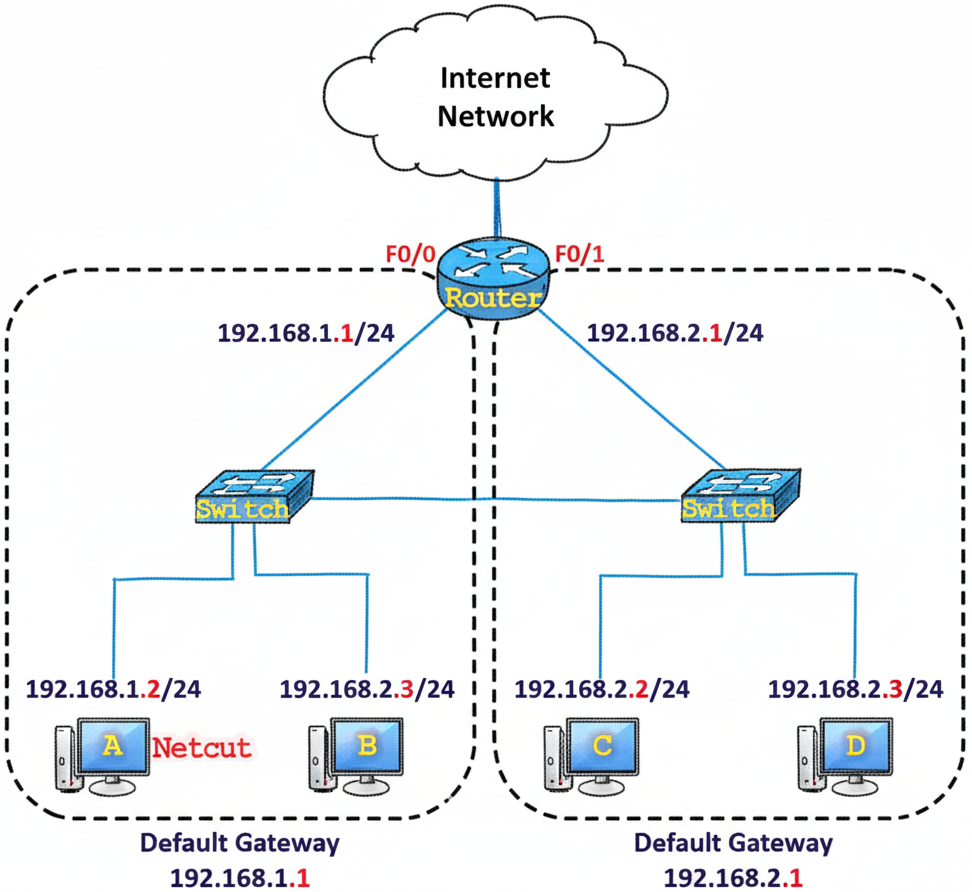 Internet
Network
F0/0
F0/1
Router
192.168.1.1/24
192.168.2.1/24
Switch
Switch
192.168.1.2/24
192.168.2.3/24
192.168.2.2/24
192.168.2.3/24
A
Netcut
B
C
D
Default Gateway
192.168.1.1
Default Gateway
192.168.2.1